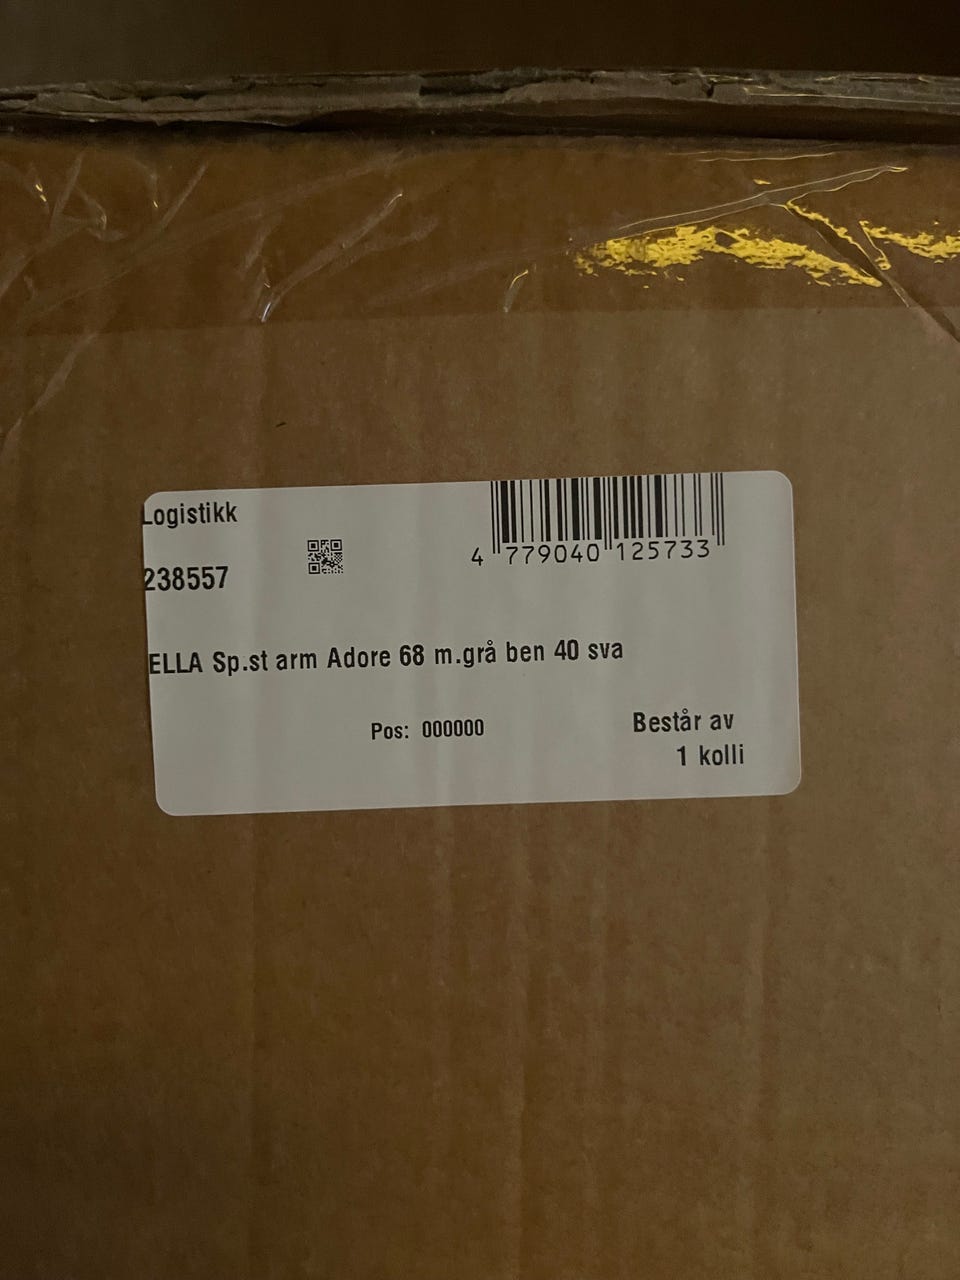 Logistikk
4 779040 125733
238557
ELLA Sp.st arm Adore 68 m.grå ben 40 sva
Pos: 000000
Består av
1 kolli